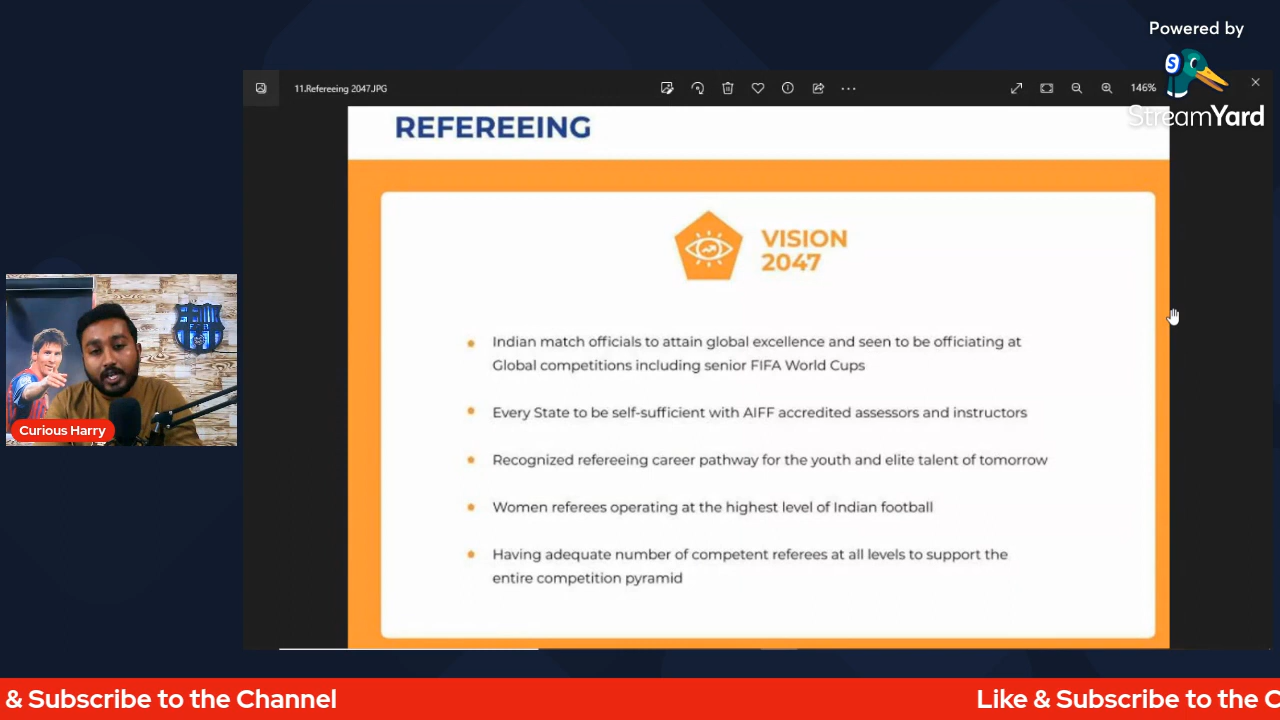 Powered by
S
StreamYard
11.Refereeing 2047.JPG
146%
REFEREEING
VISION
2047
Indian match officials to attain global excellence and seen to be officiating at
Global competitions including senior FIFA World Cups
Every State to be self-sufficient with AIFF accredited assessors and instructors
Recognized refereeing career pathway for the youth and elite talent of tomorrow
Women referees operating at the highest level of Indian football
Having adequate number of competent referees at all levels to support the
entire competition pyramid
Curious Harry
& Subscribe to the Channel
Like & Subscribe to the C